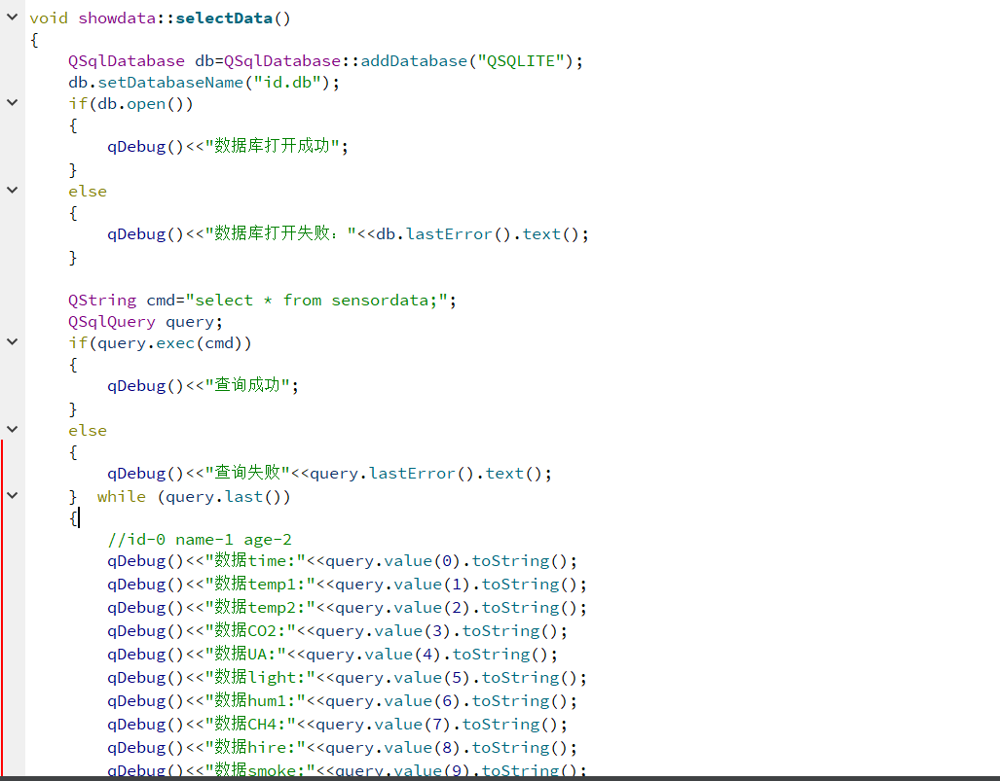 void showdata::selectData()
{
    QSqlDatabase db=QSqlDatabase::addDatabase("QSQLITE");
    db.setDatabaseName("id.db");
    if(db.open())
    {
        qDebug()<<"数据库打开成功";
    }
    else
    {
        qDebug()<<"数据库打开失败："<<db.lastError().text();
    }

    QString cmd="select * from sensordata;";
    QSqlQuery query;
    if(query.exec(cmd))
    {
        qDebug()<<"查询成功";
    }
    else
    {
        qDebug()<<"查询失败"<<query.lastError().text();
    }  while (query.last())
    {
        //id-0 name-1 age-2
        qDebug()<<"数据time:"<<query.value(0).toString();
        qDebug()<<"数据temp1:"<<query.value(1).toString();
        qDebug()<<"数据temp2:"<<query.value(2).toString();
        qDebug()<<"数据CO2:"<<query.value(3).toString();
        qDebug()<<"数据UA:"<<query.value(4).toString();
        qDebug()<<"数据light:"<<query.value(5).toString();
        qDebug()<<"数据hum1:"<<query.value(6).toString();
        qDebug()<<"数据CH4:"<<query.value(7).toString();
        qDebug()<<"数据hire:"<<query.value(8).toString();
        qDebug()<<"数据smoke:"<<query.value(9).toString();